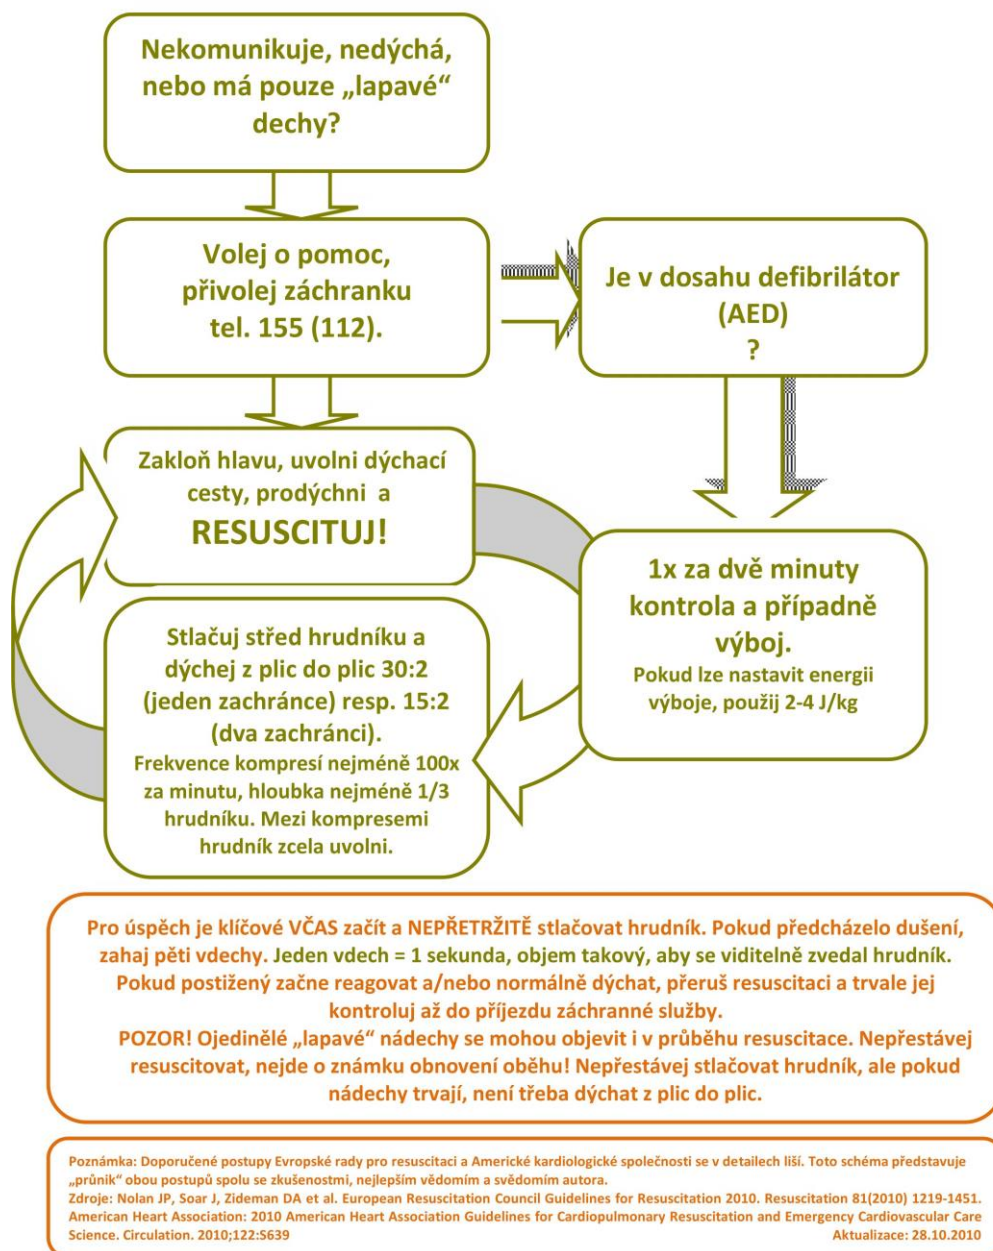 Nekomunikuje, nedýchá,
nebo má pouze „lapavé“
dechy?
Volej o pomoc,
přivolej záchranku
tel. 155 (112).
Je v dosahu defibrilátor
(AED)
?
Zakloň hlavu, uvolni dýchací
cesty, prodýchni a
RESUSCITUJ!
1x za dvě minuty
kontrola a případně
výboj.
Pokud lze nastavit energii
výboje, použij 2-4 J/kg
Stlačuj střed hrudníku a
dýchej z plic do plic 30:2
(jeden zachránce) resp. 15:2
(dva zachránci).
Frekvence kompresí nejméně 100x
za minutu, hloubka nejméně 1/3
hrudníku. Mezi kompresemi
hrudník zcela uvolni.
Pro úspěch je klíčové VČAS začít a NEPŘETRŽITĚ stlačovat hrudník. Pokud předcházelo dušení,
zahaj pěti vdechy. Jeden vdech = 1 sekunda, objem takový, aby se viditelně zvedal hrudník.
Pokud postižený začne reagovat a/nebo normálně dýchat, přeruš resuscitaci a trvale jej
kontroluj až do příjezdu záchranné služby.
POZOR! Ojedinělé „lapavé“ nádechy se mohou objevit i v průběhu resuscitace. Nepřestávej
resuscitovat, nejde o známku obnovení oběhu! Nepřestávej stlačovat hrudník, ale pokud
nádechy trvají, není třeba dýchat z plic do plic.
Poznámka: Doporučené postupy Evropské rady pro resuscitaci a Americké kardiologické společnosti se v detailech liší. Toto schéma představuje
„průnik“ obou postupů spolu se zkušenostmi, nejlepším vědomím a svědomím autora.
Zdroje: Nolan JP, Soar J, Zideman DA et al. European Resuscitation Council Guidelines for Resuscitation 2010. Resuscitation 81(2010) 1219-1451.
American Heart Association: 2010 American Heart Association Guidelines for Cardiopulmonary Resuscitation and Emergency Cardiovascular Care
Science. Circulation. 2010;122:S639 Aktualizace: 28.10.2010